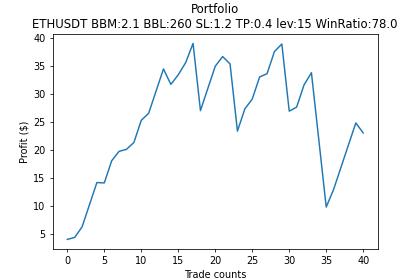 Portfolio
ETHUSDT BBM:2.1 BBL:260 SL:1.2 TP:0.4 lev:15 WinRatio:78.0
40
35
30
25
20
15
10
5
Profit ($)
0 5 10 15 20 25 30 35 40
Trade counts